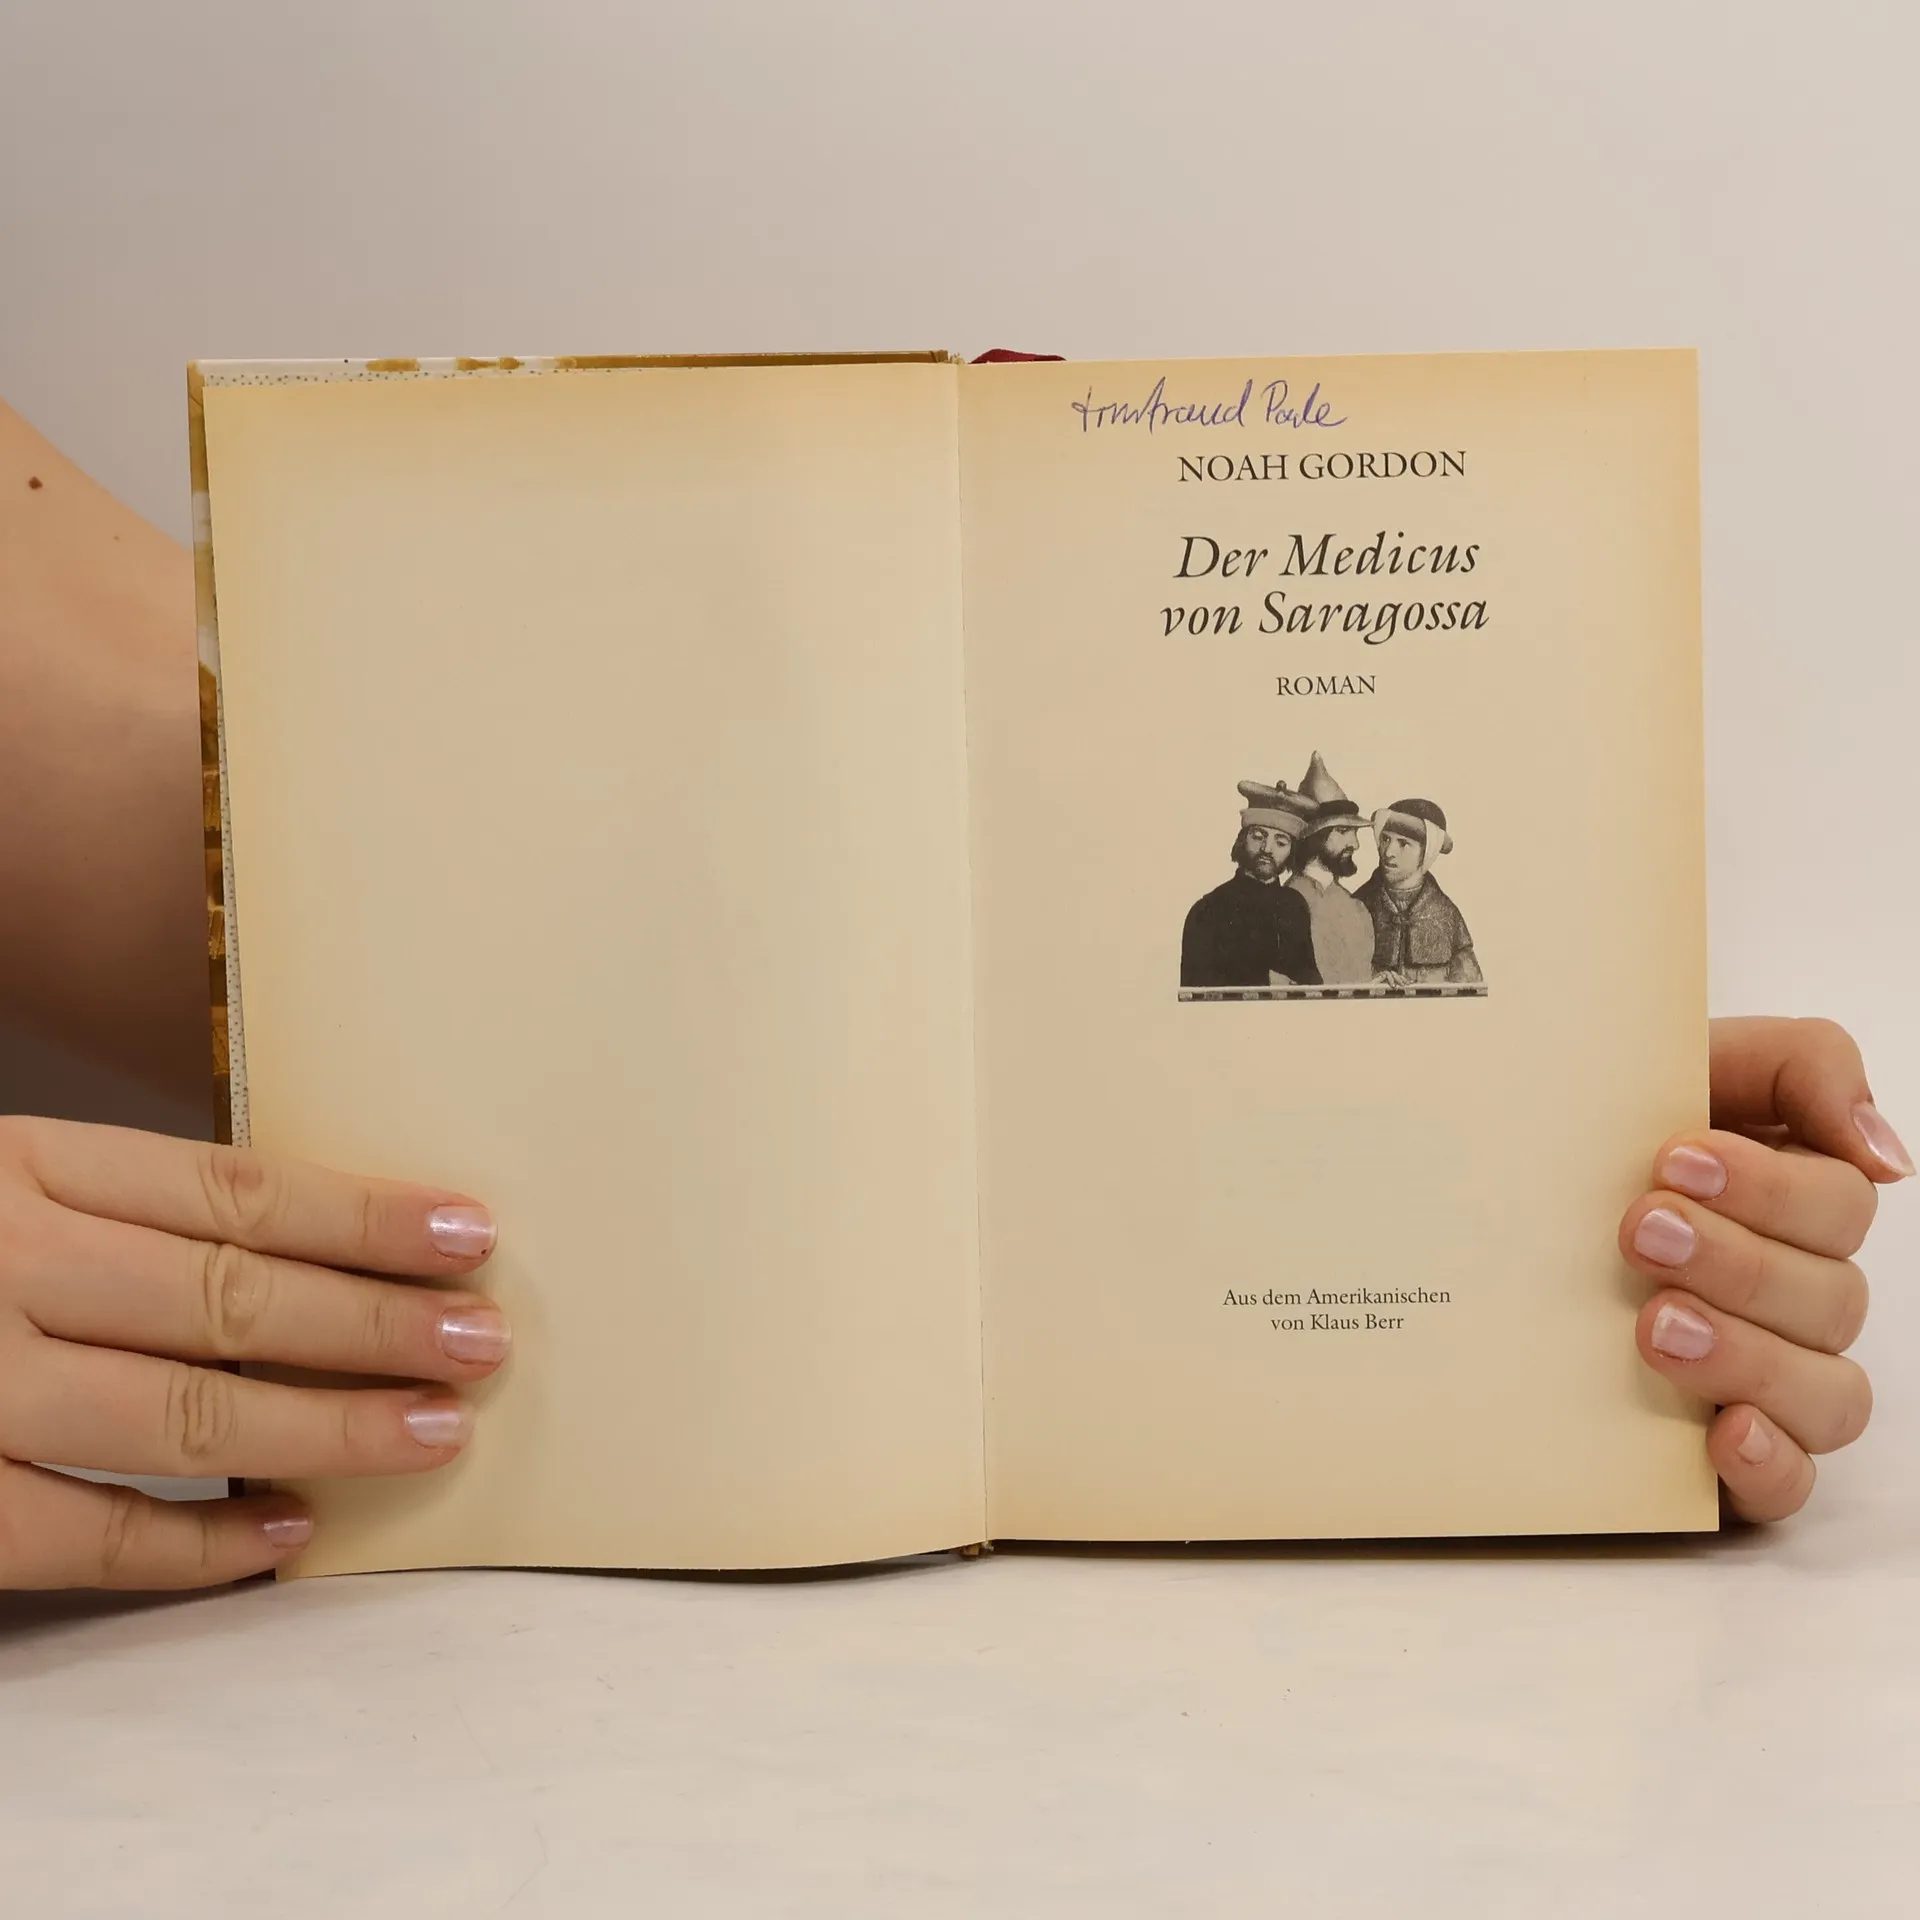 NOAH GORDON
Der Medicus
von Saragossa
ROMAN
Aus dem Amerikanischen
von Klaus Berr